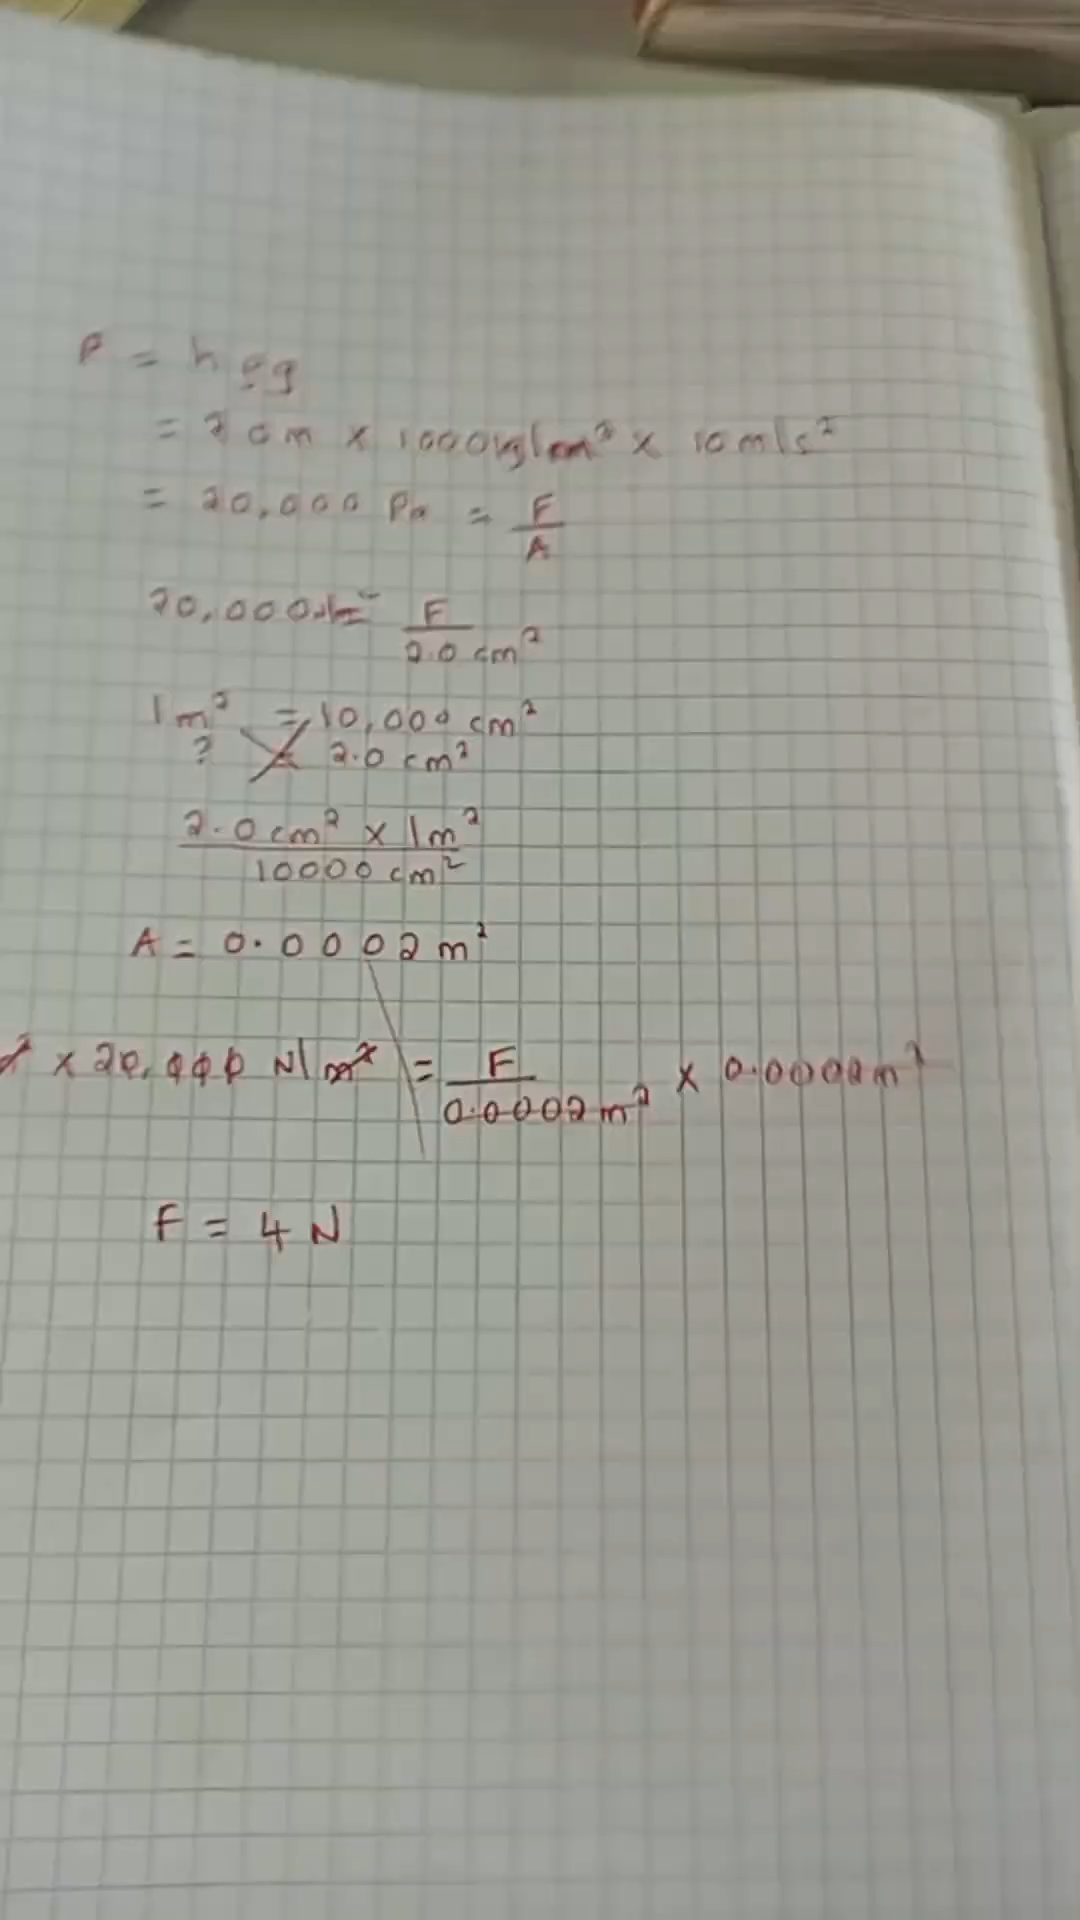 P = hρg
= 2 m × 1000kg/m³ × 10 m/s²
= 20,000 Pa = F/A
20,000 = F/2.0 cm²
1m² = 10,000 cm²
? 2.0 cm²
2.0 cm² × 1m²/10000 cm²
A = 0.0002 m²
× 20,000 N/m² = F/0.0002 m² × 0.0002 m²
F = 4 N